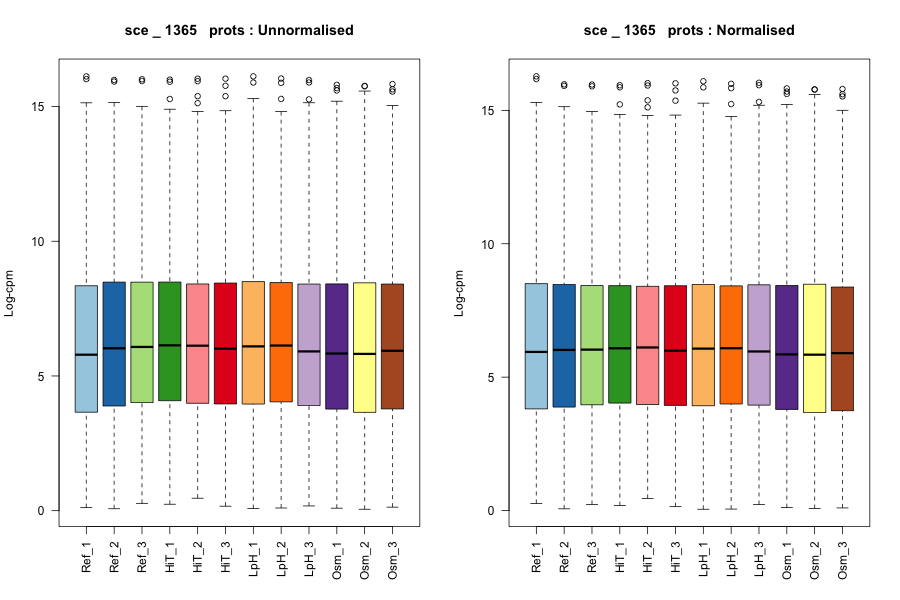 sce _ 1365 prots : Unnormalised
Log-cpm
15
10
5
0
Ref_1
Ref_2
Ref_3
HiT_1
HiT_2
HiT_3
LpH_1
LpH_2
LpH_3
Osm_1
Osm_2
Osm_3
sce _ 1365 prots : Normalised
Log-cpm
15
10
5
0
Ref_1
Ref_2
Ref_3
HiT_1
HiT_2
HiT_3
LpH_1
LpH_2
LpH_3
Osm_1
Osm_2
Osm_3